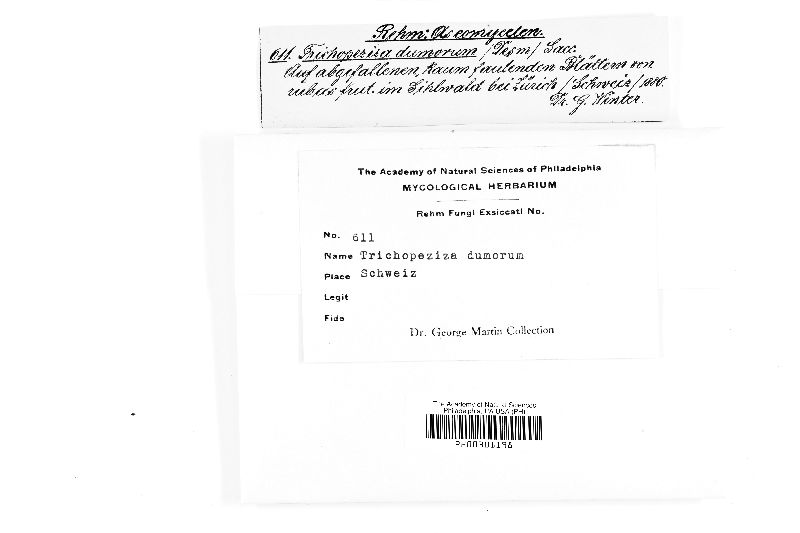 Rehm: Ascomyceten.
611. Trichopeziza dumorum /Desm/ Sacc.
Auf abgefallenen, kaum faulenden Blättern von
rubus frut. im Sihlwald bei Zürich /Schweiz/ 1880.
Dr. G. Winter.
The Academy of Natural Sciences of Philadelphia
MYCOLOGICAL HERBARIUM
Rehm Fungi Exsiccati No.
No. 611
Name Trichopeziza dumorum
Place Schweiz
Legit
Fide
Dr. George Martin Collection
The Academy of Natural Sciences
Philadelphia, PA USA (PH)